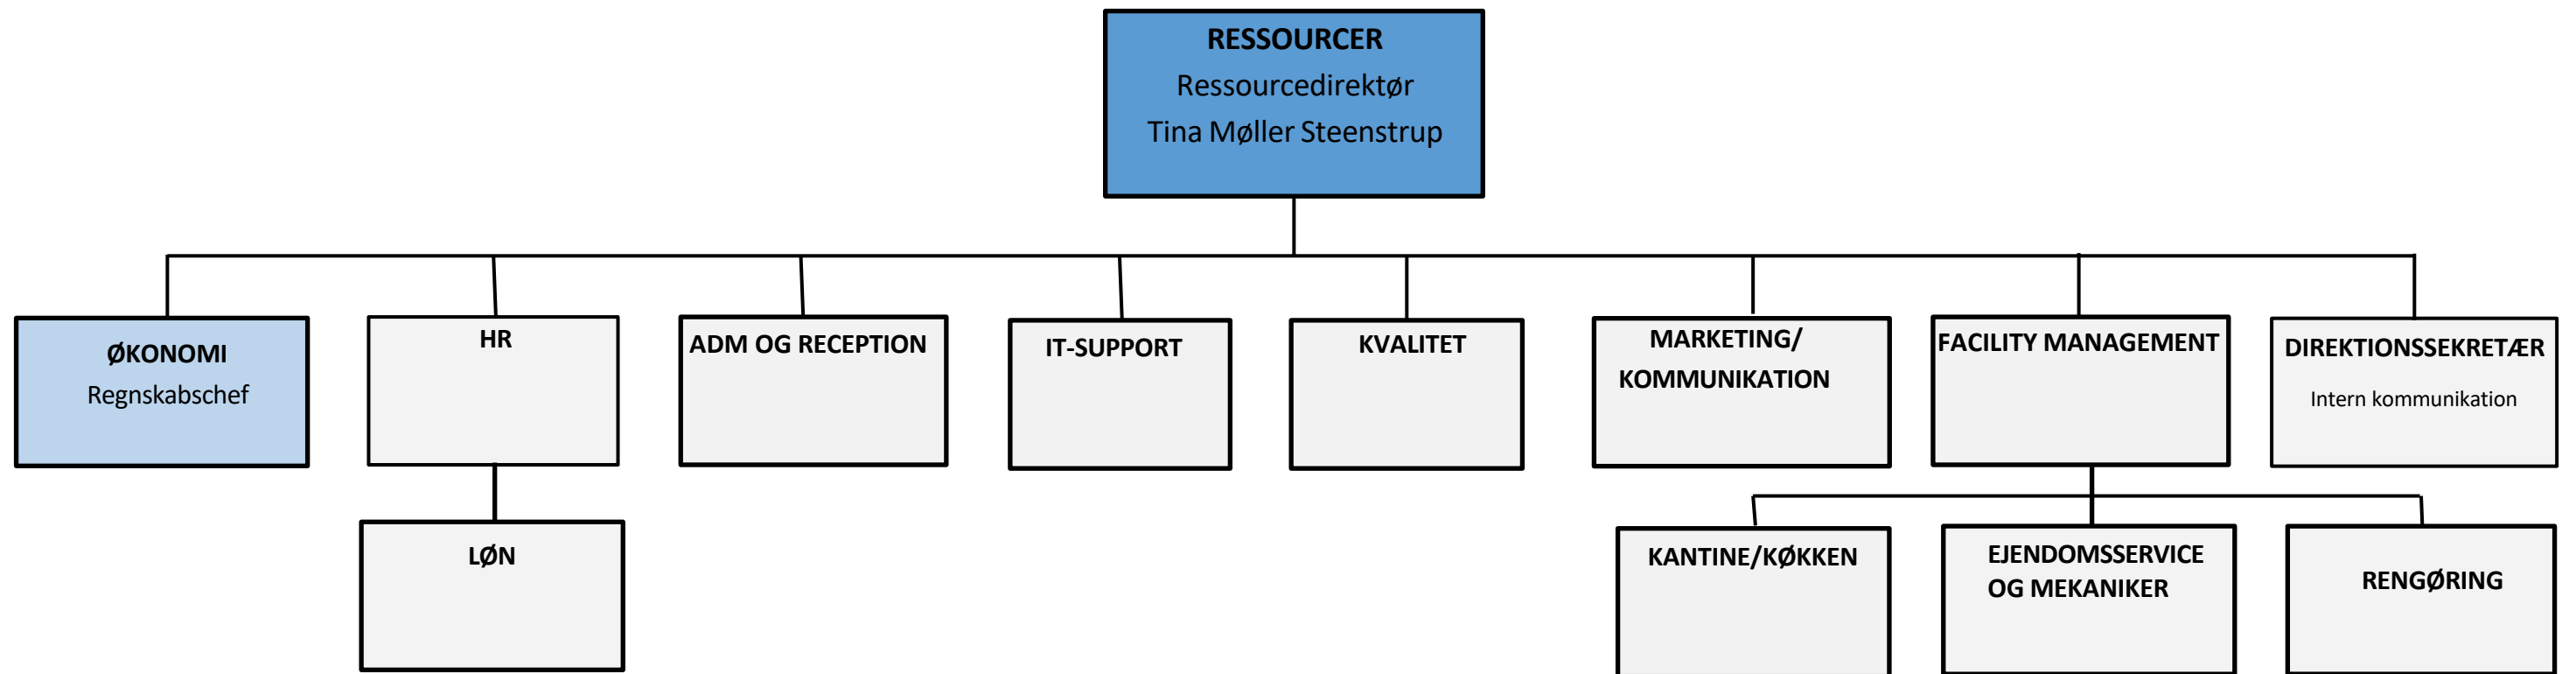 RESSOURCER
Ressourcedirektør
Tina Møller Steenstrup
ØKONOMI
Regnskabschef
HR
ADM OG RECEPTION
IT-SUPPORT
KVALITET
MARKETING/
KOMMUNIKATION
FACILITY MANAGEMENT
DIREKTIONSSEKRETÆR
Intern kommunikation
LØN
KANTINE/KØKKEN
EJENDOMSSERVICE
OG MEKANIKER
RENGØRING